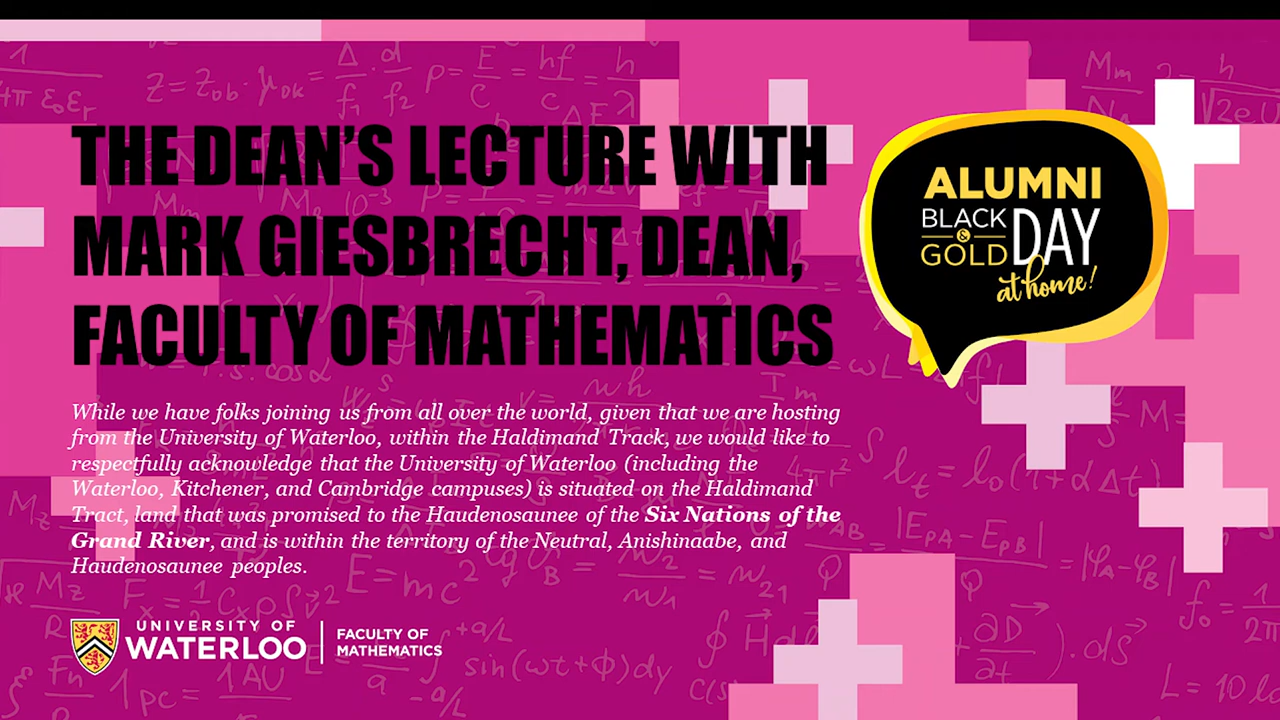 THE DEAN'S LECTURE WITH
MARK GIESBRECHT, DEAN,
FACULTY OF MATHEMATICS
ALUMNI
BLACK
&
GOLD
DAY
at home!
While we have folks joining us from all over the world, given that we are hosting
from the University of Waterloo, within the Haldimand Track, we would like to
respectfully acknowledge that the University of Waterloo (including the
Waterloo, Kitchener, and Cambridge campuses) is situated on the Haldimand
Tract, land that was promised to the Haudenosaunee of the Six Nations of the
Grand River, and is within the territory of the Neutral, Anishinaabe, and
Haudenosaunee peoples.
UNIVERSITY OF
WATERLOO
FACULTY OF
MATHEMATICS
E=mc²
sin(ωt+ϕ)dy